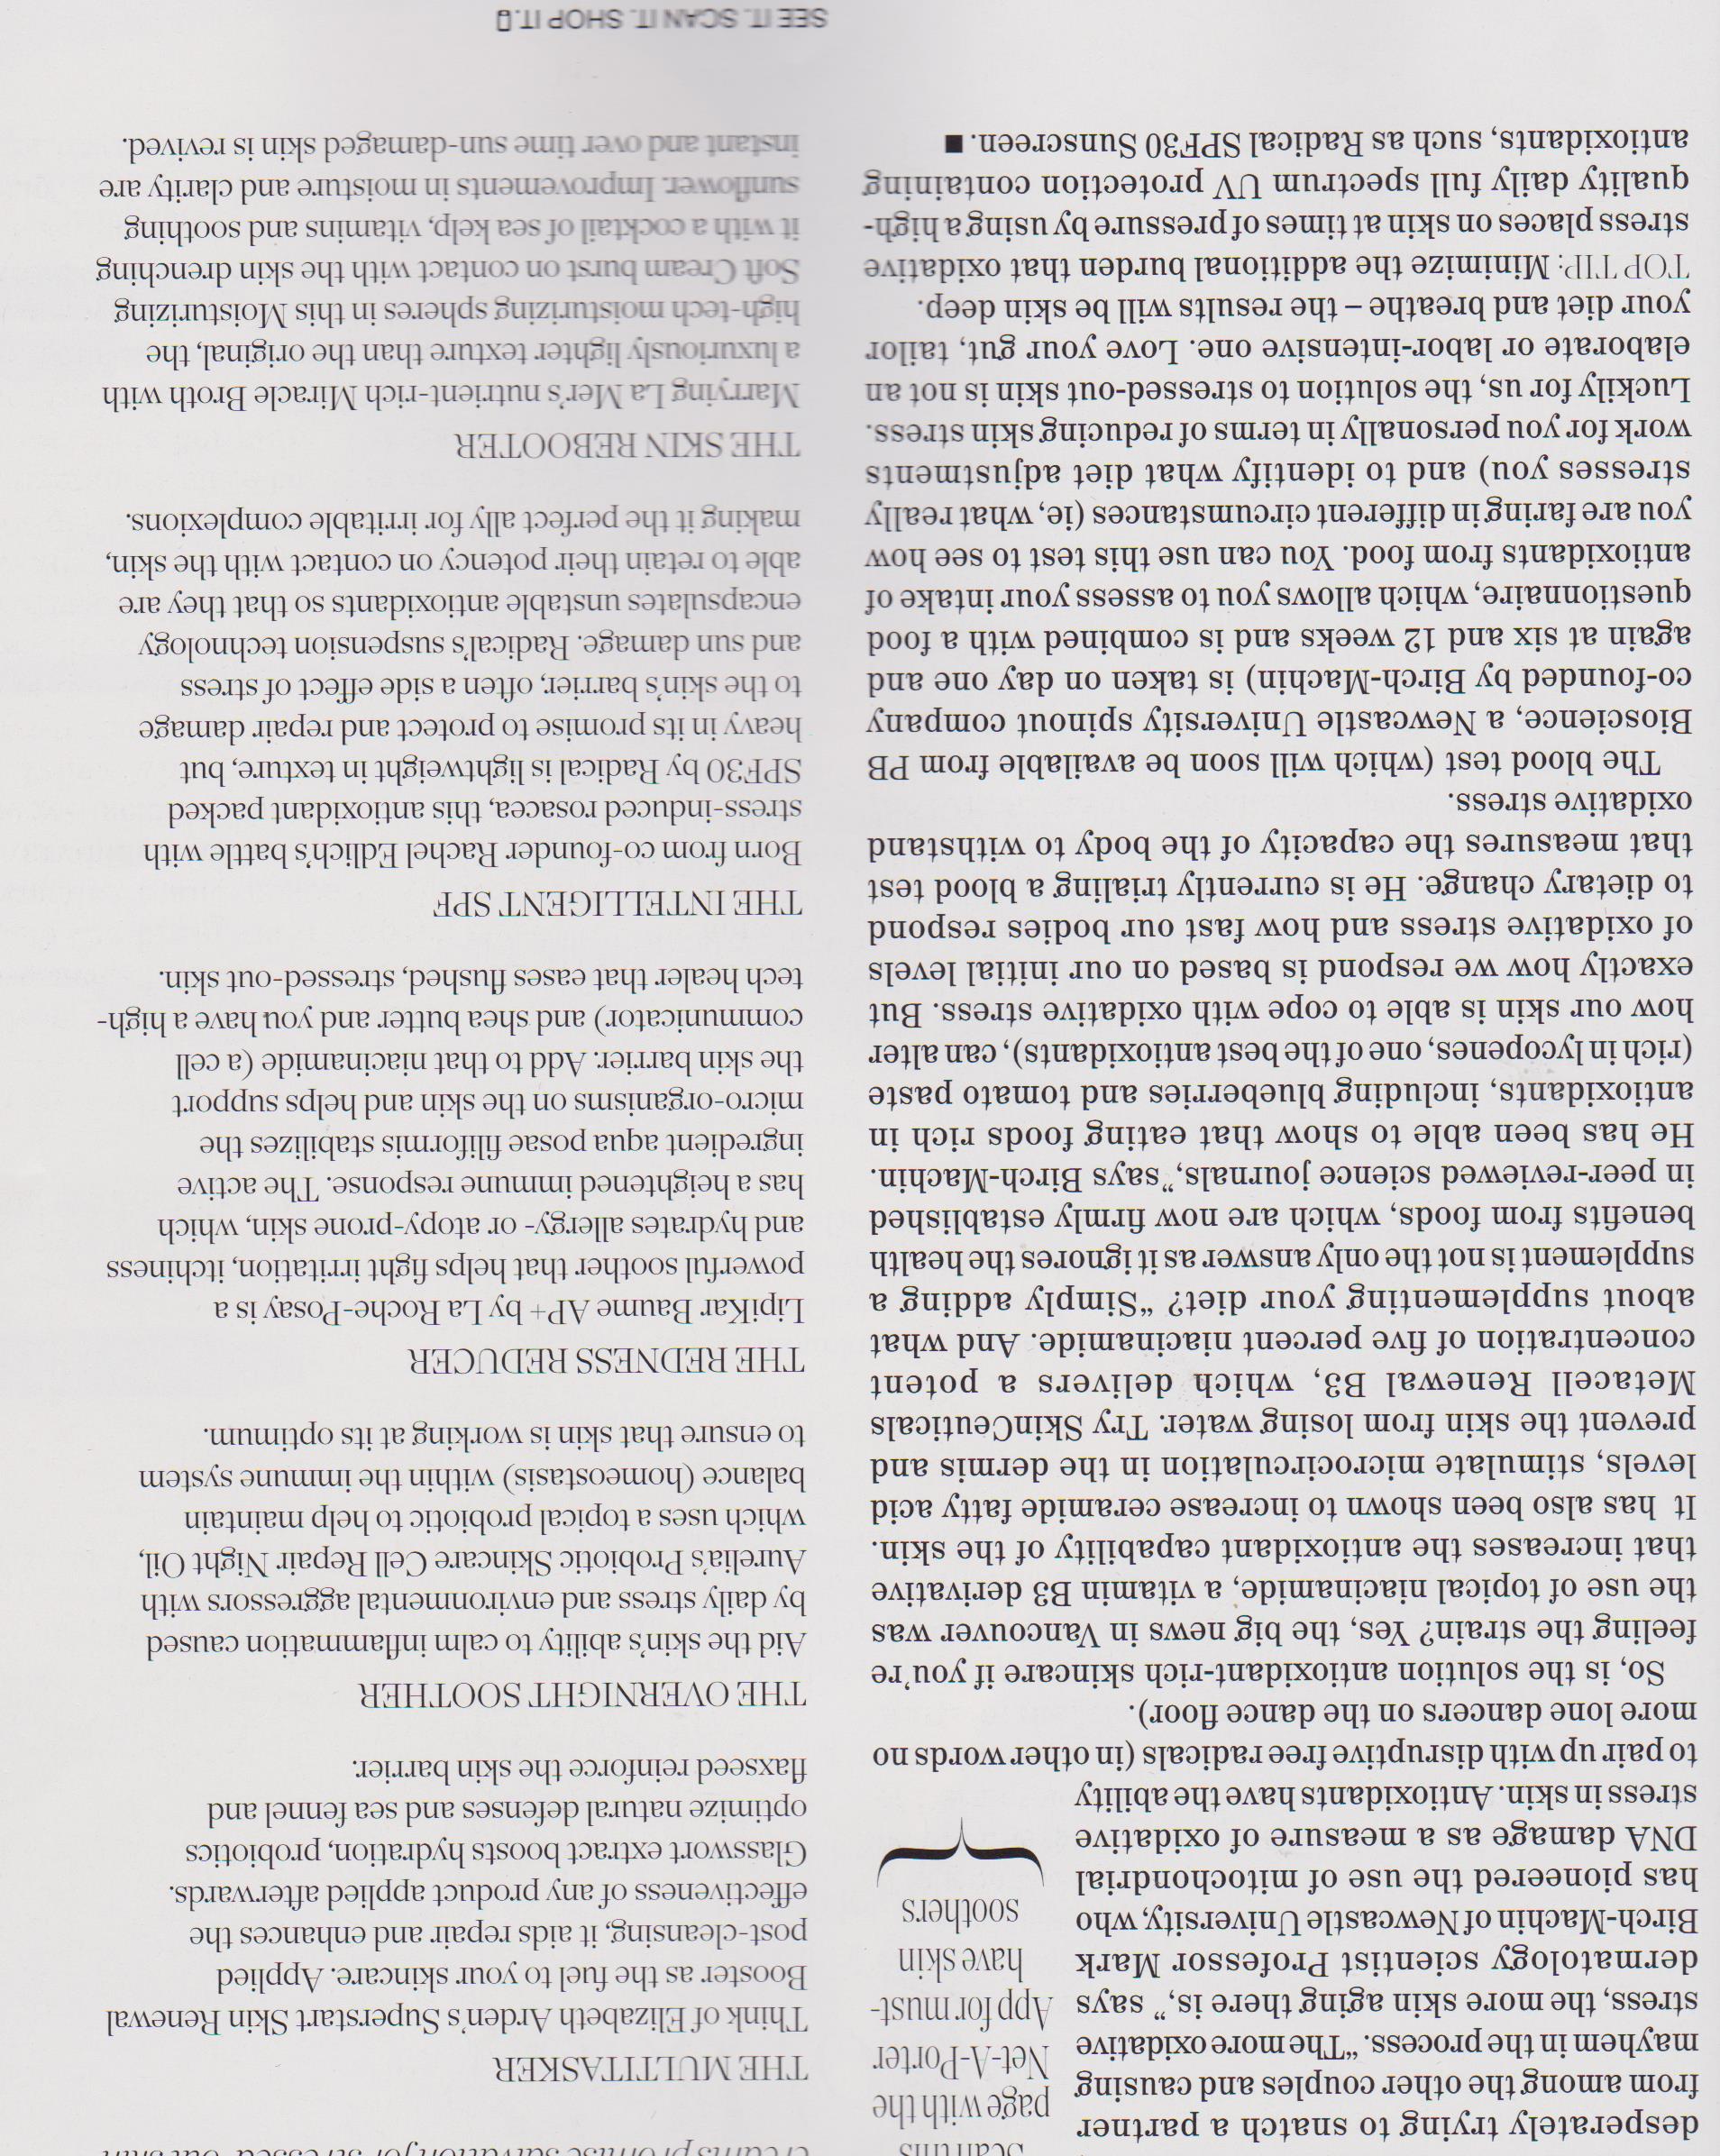 desperately trying to snatch a partner
from among the other couples and causing
mayhem in the process. “The more oxidative
stress, the more skin aging there is,” says
dermatology scientist Professor Mark
Birch-Machin of Newcastle University, who
has pioneered the use of mitochondrial
DNA damage as a measure of oxidative
stress in skin. Antioxidants have the ability
to pair up with disruptive free radicals (in other words no
more lone dancers on the dance floor).
So, is the solution antioxidant-rich skincare if you’re
feeling the strain? Yes, the big news in Vancouver was
the use of topical niacinamide, a vitamin B3 derivative
that increases the antioxidant capability of the skin.
It has also been shown to increase ceramide fatty acid
levels, stimulate microcirculation in the dermis and
prevent the skin from losing water. Try SkinCeuticals
Metacell Renewal B3, which delivers a potent
concentration of five percent niacinamide. And what
about supplementing your diet? “Simply adding a
supplement is not the only answer as it ignores the health
benefits from foods, which are now firmly established
in peer-reviewed science journals,”says Birch-Machin.
He has been able to show that eating foods rich in
antioxidants, including blueberries and tomato paste
(rich in lycopenes, one of the best antioxidants), can alter
how our skin is able to cope with oxidative stress. But
exactly how we respond is based on our initial levels
of oxidative stress and how fast our bodies respond
to dietary change. He is currently trialing a blood test
that measures the capacity of the body to withstand
oxidative stress.
The blood test (which will soon be available from PB
Bioscience, a Newcastle University spinout company
co-founded by Birch-Machin) is taken on day one and
again at six and 12 weeks and is combined with a food
questionnaire, which allows you to assess your intake of
antioxidants from food. You can use this test to see how
you are faring in different circumstances (ie, what really
stresses you) and to identify what diet adjustments
work for you personally in terms of reducing skin stress.
Luckily for us, the solution to stressed-out skin is not an
elaborate or labor-intensive one. Love your gut, tailor
your diet and breathe – the results will be skin deep.
TOP TIP: Minimize the additional burden that oxidative
stress places on skin at times of pressure by using a high-
quality daily full spectrum UV protection containing
antioxidants, such as Radical SPF30 Sunscreen. ■
Scan this
page with the
Net-A-Porter
App for must-
have skin
soothers
creams promise salvation for stressed-out skin
THE MULTITASKER
Think of Elizabeth Arden’s Superstart Skin Renewal
Booster as the fuel to your skincare. Applied
post-cleansing, it aids repair and enhances the
effectiveness of any product applied afterwards.
Glasswort extract boosts hydration, probiotics
optimize natural defenses and sea fennel and
flaxseed reinforce the skin barrier.
THE OVERNIGHT SOOTHER
Aid the skin’s ability to calm inflammation caused
by daily stress and environmental aggressors with
Aurelia’s Probiotic Skincare Cell Repair Night Oil,
which uses a topical probiotic to help maintain
balance (homeostasis) within the immune system
to ensure that skin is working at its optimum.
THE REDNESS REDUCER
LipiKar Baume AP+ by La Roche-Posay is a
powerful soother that helps fight irritation, itchiness
and hydrates allergy- or atopy-prone skin, which
has a heightened immune response. The active
ingredient aqua posae filiformis stabilizes the
micro-organisms on the skin and helps support
the skin barrier. Add to that niacinamide (a cell
communicator) and shea butter and you have a high-
tech healer that eases flushed, stressed-out skin.
THE INTELLIGENT SPF
Born from co-founder Rachel Edlich’s battle with
stress-induced rosacea, this antioxidant packed
SPF30 by Radical is lightweight in texture, but
heavy in its promise to protect and repair damage
to the skin’s barrier, often a side effect of stress
and sun damage. Radical’s suspension technology
encapsulates unstable antioxidants so that they are
able to retain their potency on contact with the skin,
making it the perfect ally for irritable complexions.
THE SKIN REBOOTER
Marrying La Mer’s nutrient-rich Miracle Broth with
a luxuriously lighter texture than the original, the
high-tech moisturizing spheres in this Moisturizing
Soft Cream burst on contact with the skin drenching
it with a cocktail of sea kelp, vitamins and soothing
sunflower. Improvements in moisture and clarity are
instant and over time sun-damaged skin is revived.
SEE IT. SCAN IT. SHOP IT.